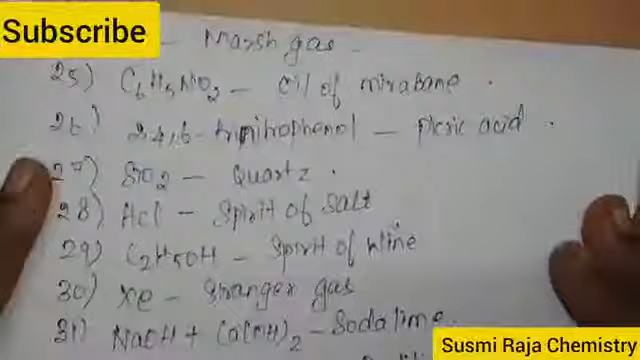 Subscribe
- Marsh gas -
25) C6H5NO2 - Oil of mirabane .
26) 2,4,6-trinitrophenol - Picric acid .
27) SiO2 - Quartz .
28) HCl - Spirit of salt
29) C2H5OH - Spirit of wine
30) Xe - Stranger gas
31) NaOH + Ca(OH)2 - Sodalime .
Susmi Raja Chemistry